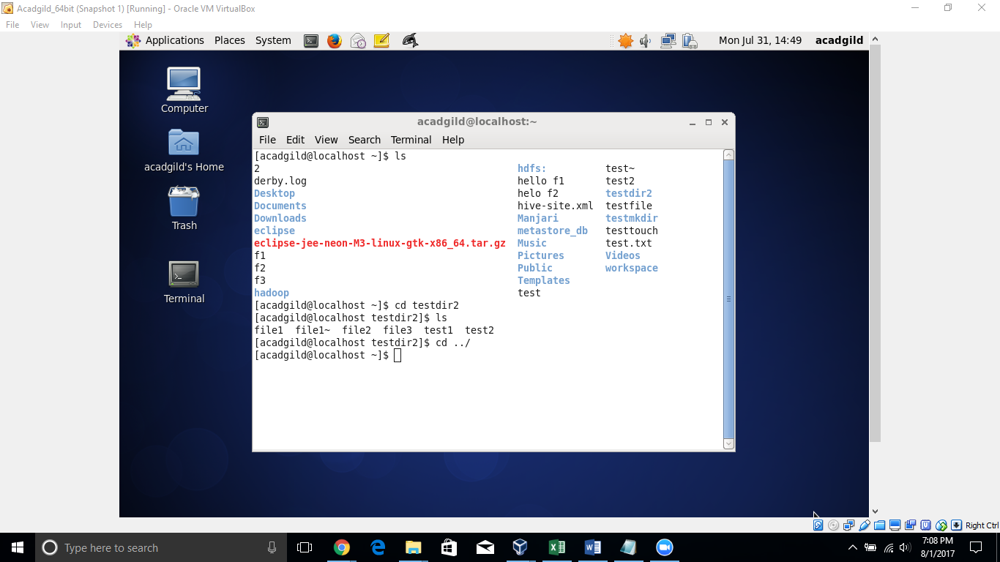 Acadgild_64bit (Snapshot 1) [Running] - Oracle VM VirtualBox
File View Input Devices Help
Applications Places System Mon Jul 31, 14:49 acadgild
Computer
acadgild's Home
Trash
Terminal
acadgild@localhost:~
File Edit View Search Terminal Help
[acadgild@localhost ~]$ ls
2 hdfs: test~
derby.log hello f1 test2
Desktop helo f2 testdir2
Documents hive-site.xml testfile
Downloads Manjari testmkdir
eclipse metastore_db testtouch
eclipse-jee-neon-M3-linux-gtk-x86_64.tar.gz Music test.txt
f1 Pictures Videos
f2 Public workspace
f3 Templates
hadoop test
[acadgild@localhost ~]$ cd testdir2
[acadgild@localhost testdir2]$ ls
file1 file1~ file2 file3 test1 test2
[acadgild@localhost testdir2]$ cd ../
[acadgild@localhost ~]$
Right Ctrl
Type here to search
7:08 PM
8/1/2017